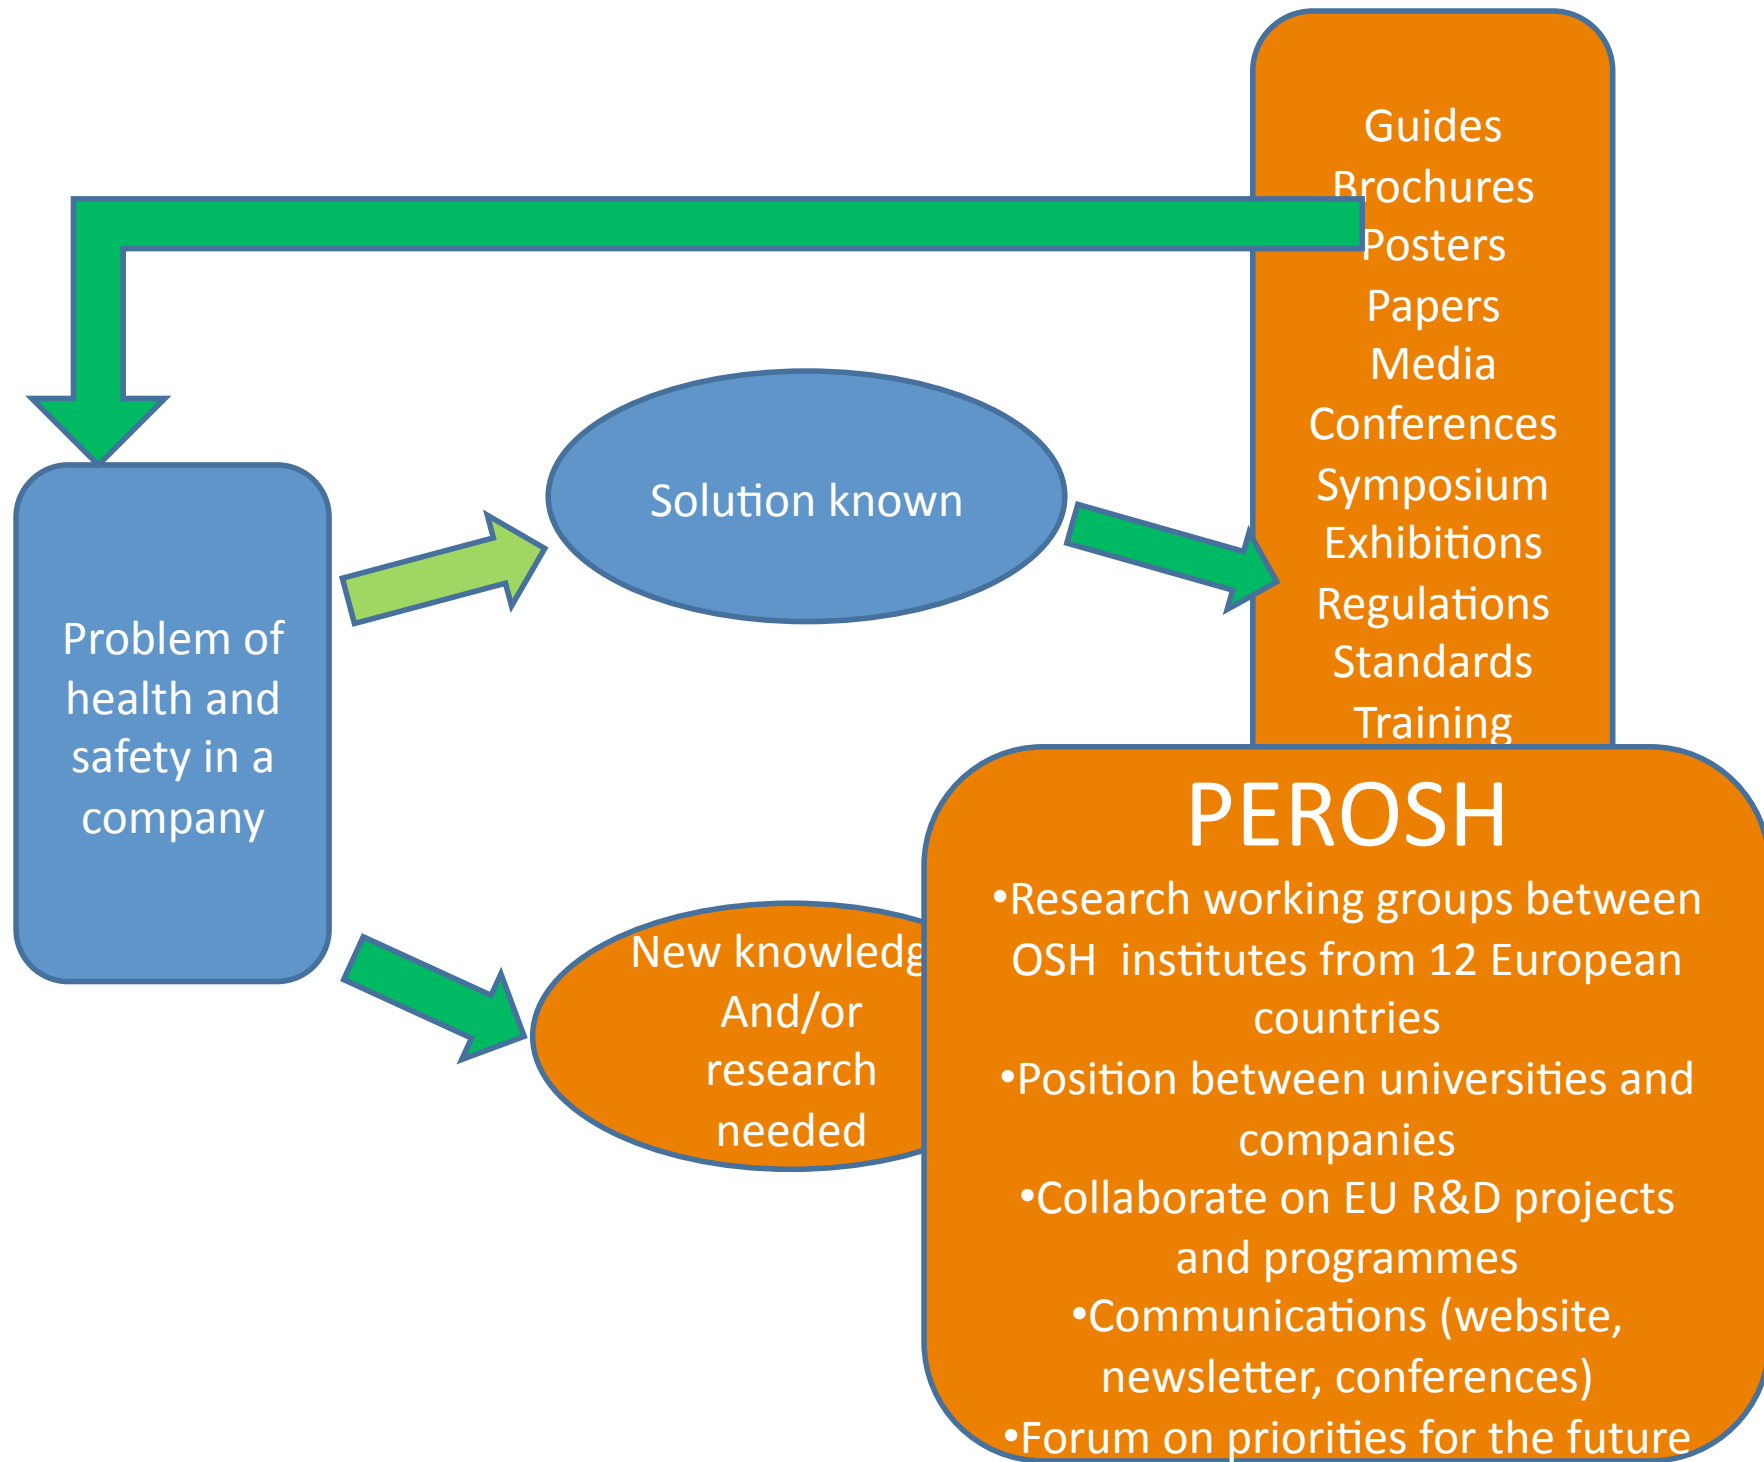 Guides
Brochures
Posters
Papers
Media
Conferences
Symposium
Exhibitions
Regulations
Standards
Training
Solution known
Problem of
health and
safety in a
company
New knowledg
And/or
research
needed
PEROSH
•Research working groups between
OSH institutes from 12 European
countries
•Position between universities and
companies
•Collaborate on EU R&D projects
and programmes
•Communications (website,
newsletter, conferences)
•Forum on priorities for the future